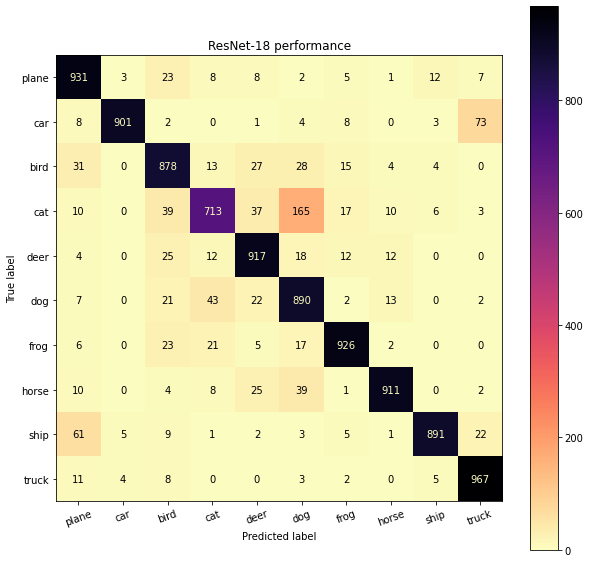 ResNet-18 performance
plane 931 3 23 8 8 2 5 1 12 7
car 8 901 2 0 1 4 8 0 3 73
bird 31 0 878 13 27 28 15 4 4 0
cat 10 0 39 713 37 165 17 10 6 3
deer 4 0 25 12 917 18 12 12 0 0
dog 7 0 21 43 22 890 2 13 0 2
frog 6 0 23 21 5 17 926 2 0 0
horse 10 0 4 8 25 39 1 911 0 2
ship 61 5 9 1 2 3 5 1 891 22
truck 11 4 8 0 0 3 2 0 5 967
True label
plane car bird cat deer dog frog horse ship truck
Predicted label
800
600
400
200
0